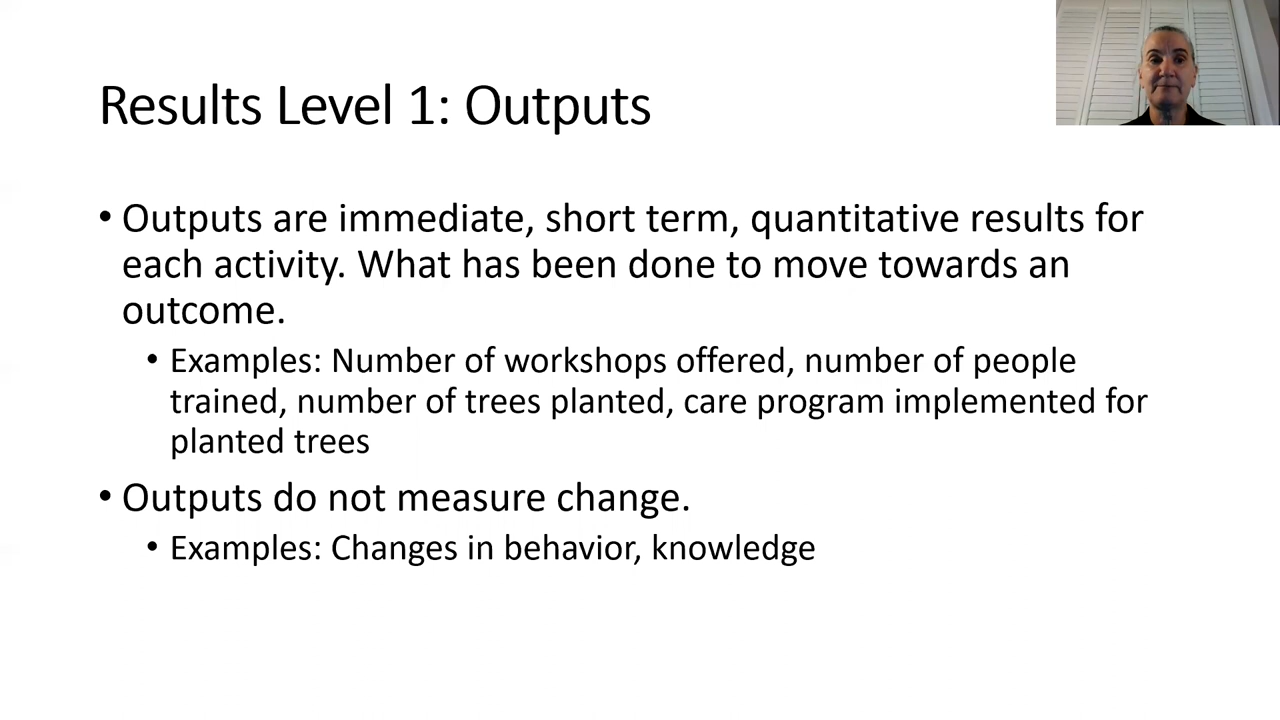 Results Level 1: Outputs
• Outputs are immediate, short term, quantitative results for
each activity. What has been done to move towards an
outcome.
• Examples: Number of workshops offered, number of people
trained, number of trees planted, care program implemented for
planted trees
• Outputs do not measure change.
• Examples: Changes in behavior, knowledge